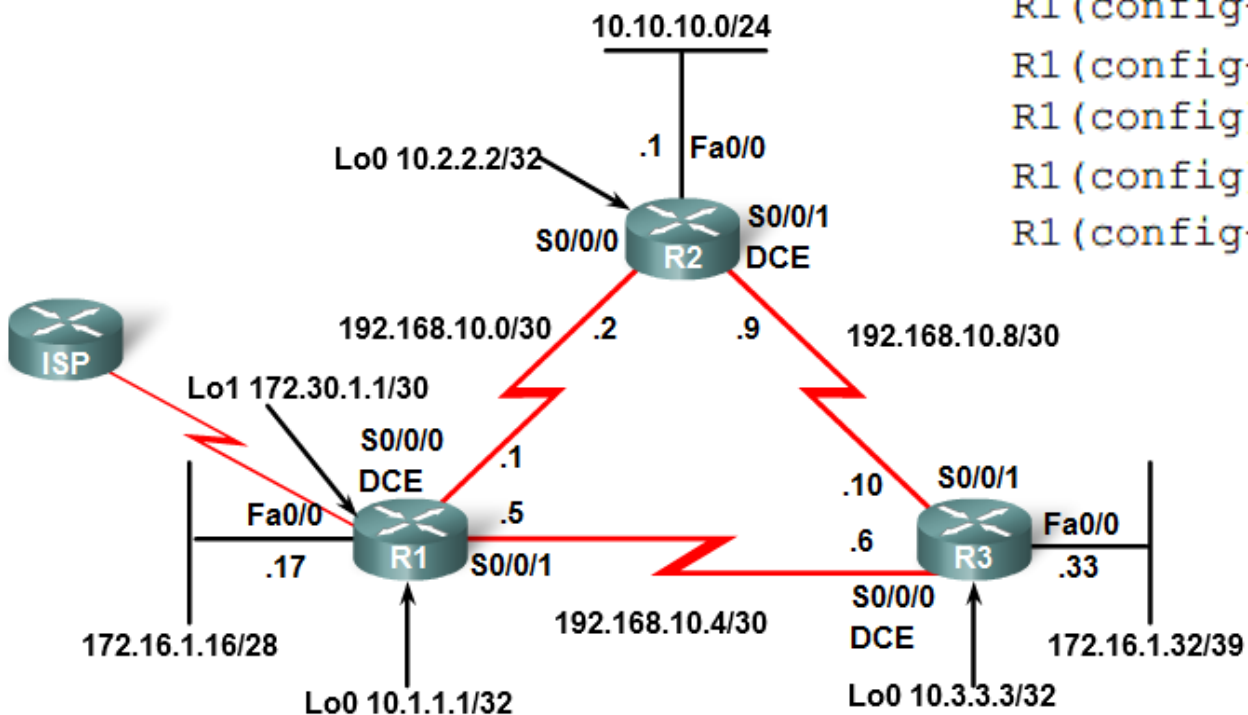 10.10.10.0/24
R1(config-
R1(config-
R1(config
R1(config
R1(config-
.1 Fa0/0
Lo0 10.2.2.2/32
S0/0/0
R2
S0/0/1
DCE
192.168.10.0/30
.2
.9
192.168.10.8/30
ISP
Lo1 172.30.1.1/30
S0/0/0
DCE
.1
.10
S0/0/1
Fa0/0
.17
R1
.5
S0/0/1
.6
R3
Fa0/0
.33
192.168.10.4/30
S0/0/0
DCE
172.16.1.16/28
172.16.1.32/39
Lo0 10.1.1.1/32
Lo0 10.3.3.3/32